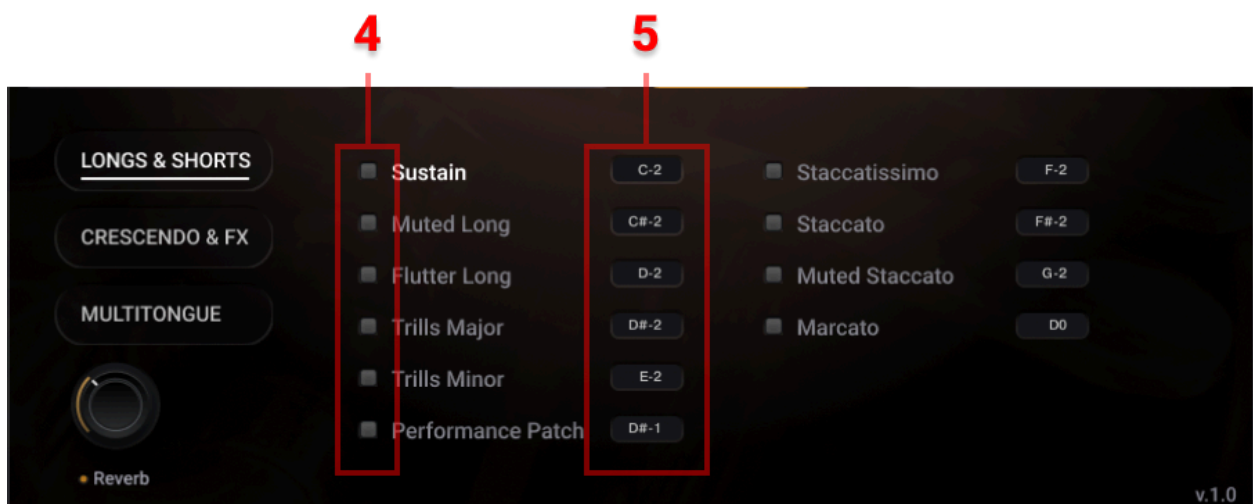 4 5
LONGS & SHORTS
CRESCENDO & FX
MULTITONGUE
Reverb
Sustain C-2
Muted Long C#-2
Flutter Long D-2
Trills Major D#-2
Trills Minor E-2
Performance Patch D#-1
Staccatissimo F-2
Staccato F#-2
Muted Staccato G-2
Marcato D0
v.1.0